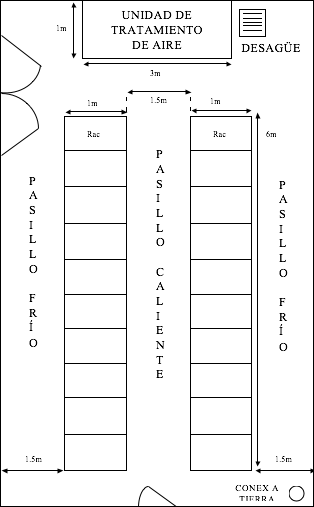 UNIDAD DE
TRATAMIENTO
DE AIRE
1m
DESAGÜE
3m
1m
1.5m
1m
Rac
Rac
6m
PASILLO FRÍO
PASILLO CALIENTE
PASILLO FRÍO
1.5m
1.5m
CONEX A
TIERRA